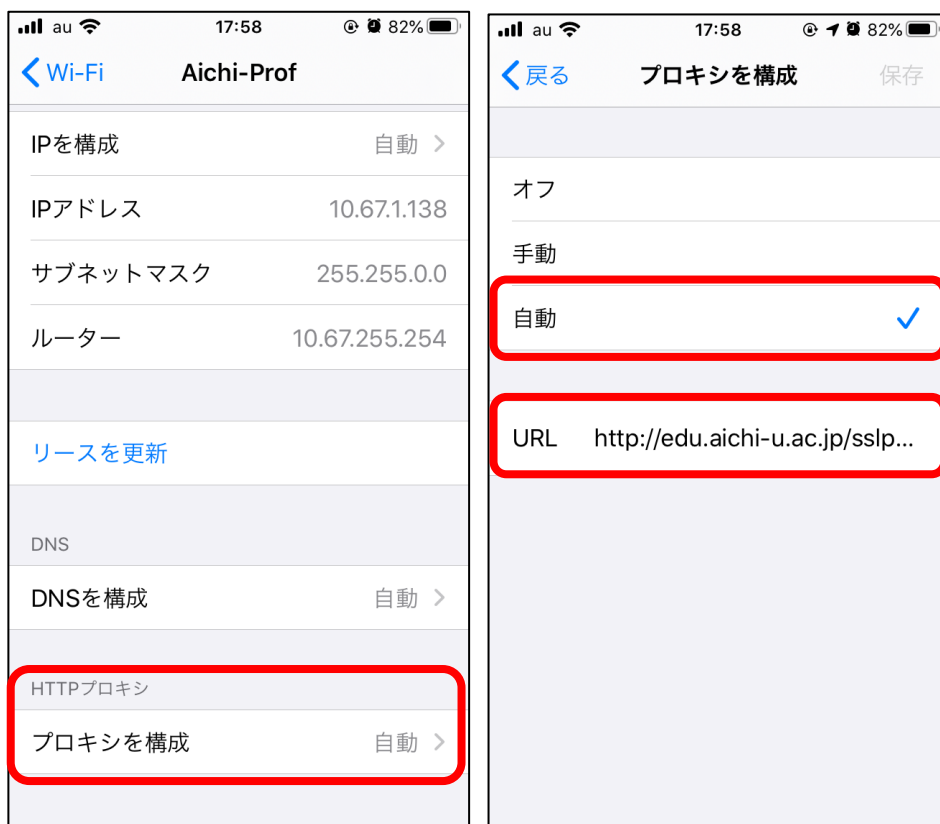 au 17:58 82%
Wi-Fi Aichi-Prof
IPを構成 自動
IPアドレス 10.67.1.138
サブネットマスク 255.255.0.0
ルーター 10.67.255.254
リースを更新
DNS
DNSを構成 自動
HTTPプロキシ
プロキシを構成 自動
au 17:58 82%
戻る プロキシを構成 保存
オフ
手動
自動
URL http://edu.aichi-u.ac.jp/sslp...